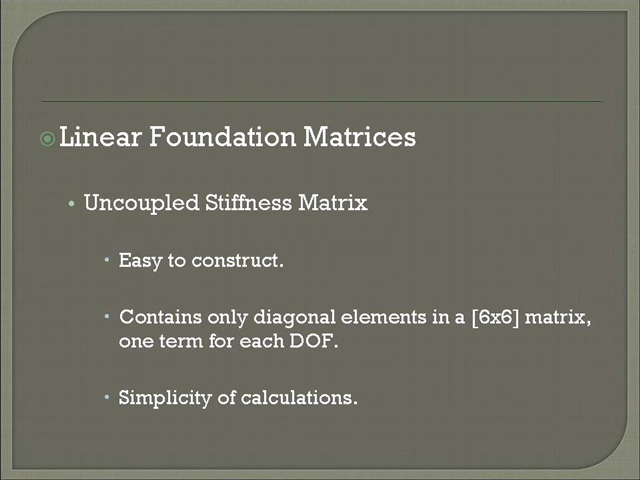 Linear Foundation Matrices
Uncoupled Stiffness Matrix
Easy to construct.
Contains only diagonal elements in a [6x6] matrix,
one term for each DOF.
Simplicity of calculations.